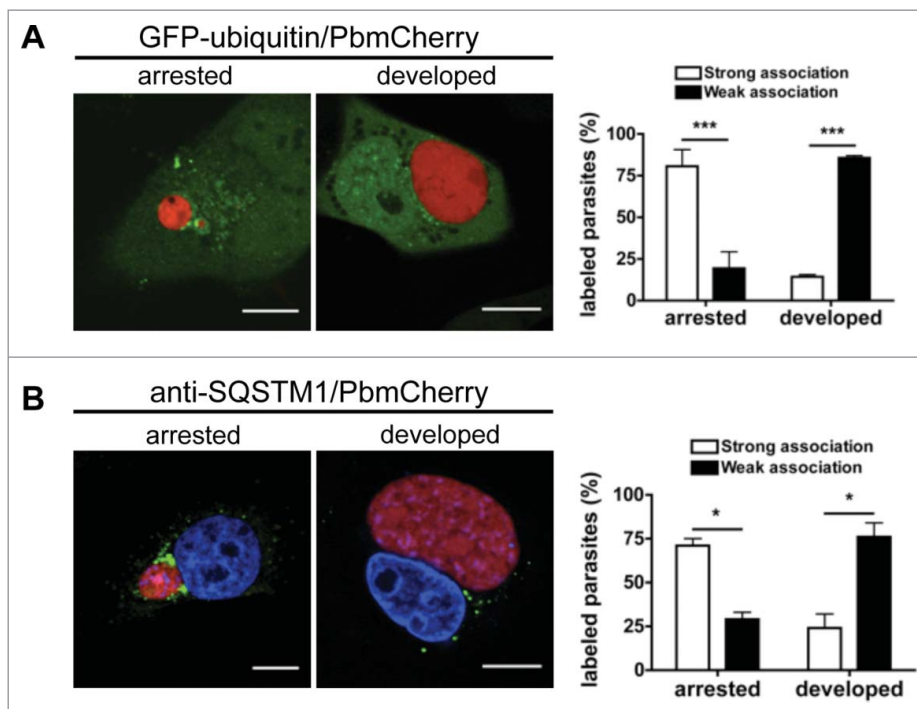 A
GFP-ubiquitin/PbmCherry
arrested
developed
Strong association
Weak association
labeled parasites (%)
100
75
50
25
0
***
***
arrested
developed
B
anti-SQSTM1/PbmCherry
arrested
developed
Strong association
Weak association
labeled parasites (%)
100
75
50
25
0
*
*
arrested
developed